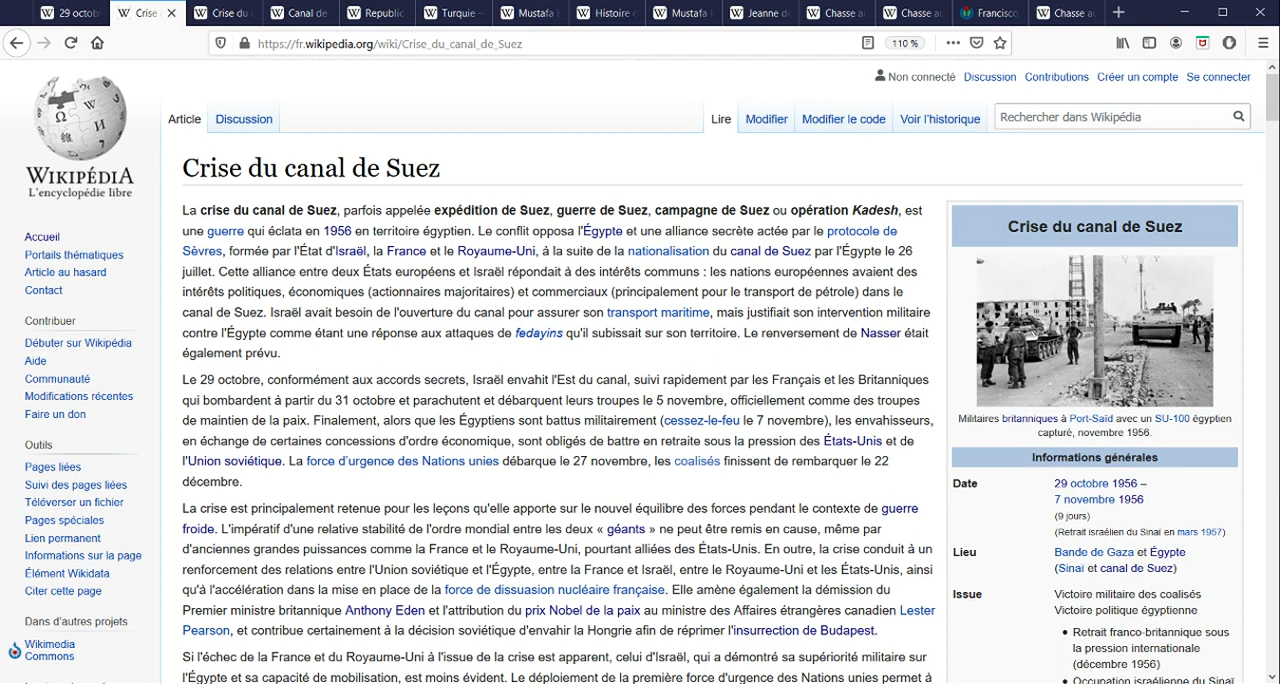 29 octob
Crise
Crise du
Canal de
Republic
Turquie -
Mustafa
Histoire
Mustafa
Jeanne d
Chasse a
Chasse a
Francisco
Chasse a
https://fr.wikipedia.org/wiki/Crise_du_canal_de_Suez
110 %
Non connecté Discussion Contributions Créer un compte Se connecter
Article Discussion Lire Modifier Modifier le code Voir l'historique Rechercher dans Wikipédia
WIKIPÉDIA
L'encyclopédie libre
Accueil
Portails thématiques
Article au hasard
Contact
Contribuer
Débuter sur Wikipédia
Aide
Communauté
Modifications récentes
Faire un don
Outils
Pages liées
Suivi des pages liées
Téléverser un fichier
Pages spéciales
Lien permanent
Informations sur la page
Élément Wikidata
Citer cette page
Dans d'autres projets
Wikimedia
Commons
Crise du canal de Suez
La crise du canal de Suez, parfois appelée expédition de Suez, guerre de Suez, campagne de Suez ou opération Kadesh, est
une guerre qui éclata en 1956 en territoire égyptien. Le conflit opposa l'Égypte et une alliance secrète actée par le protocole de
Sèvres, formée par l'État d'Israël, la France et le Royaume-Uni, à la suite de la nationalisation du canal de Suez par l'Égypte le 26
juillet. Cette alliance entre deux États européens et Israël répondait à des intérêts communs : les nations européennes avaient des
intérêts politiques, économiques (actionnaires majoritaires) et commerciaux (principalement pour le transport de pétrole) dans le
canal de Suez. Israël avait besoin de l'ouverture du canal pour assurer son transport maritime, mais justifiait son intervention militaire
contre l'Égypte comme étant une réponse aux attaques de fedayins qu'il subissait sur son territoire. Le renversement de Nasser était
également prévu.
Le 29 octobre, conformément aux accords secrets, Israël envahit l'Est du canal, suivi rapidement par les Français et les Britanniques
qui bombardent à partir du 31 octobre et parachutent et débarquent leurs troupes le 5 novembre, officiellement comme des troupes
de maintien de la paix. Finalement, alors que les Égyptiens sont battus militairement (cessez-le-feu le 7 novembre), les envahisseurs,
en échange de certaines concessions d'ordre économique, sont obligés de battre en retraite sous la pression des États-Unis et de
l'Union soviétique. La force d'urgence des Nations unies débarque le 27 novembre, les coalisés finissent de rembarquer le 22
décembre.
La crise est principalement retenue pour les leçons qu'elle apporte sur le nouvel équilibre des forces pendant le contexte de guerre
froide. L'impératif d'une relative stabilité de l'ordre mondial entre les deux « géants » ne peut être remis en cause, même par
d'anciennes grandes puissances comme la France et le Royaume-Uni, pourtant alliées des États-Unis. En outre, la crise conduit à un
renforcement des relations entre l'Union soviétique et l'Égypte, entre la France et Israël, entre le Royaume-Uni et les États-Unis, ainsi
qu'à l'accélération dans la mise en place de la force de dissuasion nucléaire française. Elle amène également la démission du
Premier ministre britannique Anthony Eden et l'attribution du prix Nobel de la paix au ministre des Affaires étrangères canadien Lester
Pearson, et contribue certainement à la décision soviétique d'envahir la Hongrie afin de réprimer l'insurrection de Budapest.
Si l'échec de la France et du Royaume-Uni à l'issue de la crise est apparent, celui d'Israël, qui a démontré sa supériorité militaire sur
l'Égypte et sa capacité de mobilisation, est moins évident. Le déploiement de la première force d'urgence des Nations unies permet à
Crise du canal de Suez
Militaires britanniques à Port-Saïd avec un SU-100 égyptien
capturé, novembre 1956.
Informations générales
Date 29 octobre 1956 –
7 novembre 1956
(9 jours)
(Retrait israélien du Sinaï en mars 1957)
Lieu Bande de Gaza et Égypte
(Sinaï et canal de Suez)
Issue Victoire militaire des coalisés
Victoire politique égyptienne
• Retrait franco-britannique sous
la pression internationale
(décembre 1956)
• Occupation israélienne du Sinaï